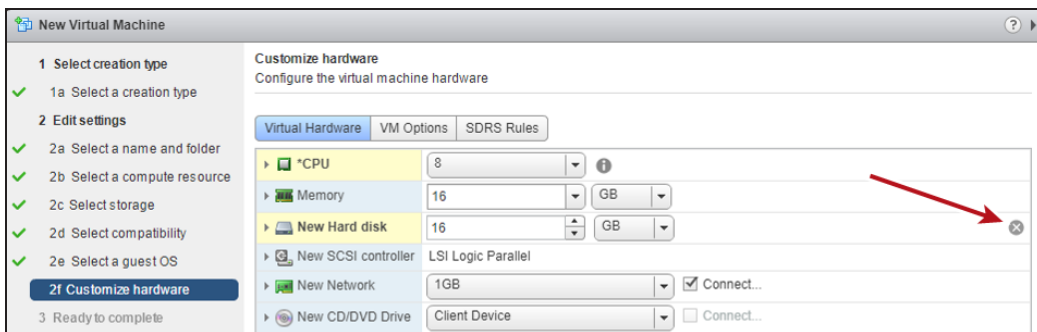 New Virtual Machine
?
1 Select creation type
1a Select a creation type
2 Edit settings
2a Select a name and folder
2b Select a compute resource
2c Select storage
2d Select compatibility
2e Select a guest OS
2f Customize hardware
3 Ready to complete
Customize hardware
Configure the virtual machine hardware
Virtual Hardware VM Options SDRS Rules
*CPU 8
Memory 16 GB
New Hard disk 16 GB
New SCSI controller LSI Logic Parallel
New Network 1GB Connect...
New CD/DVD Drive Client Device Connect...